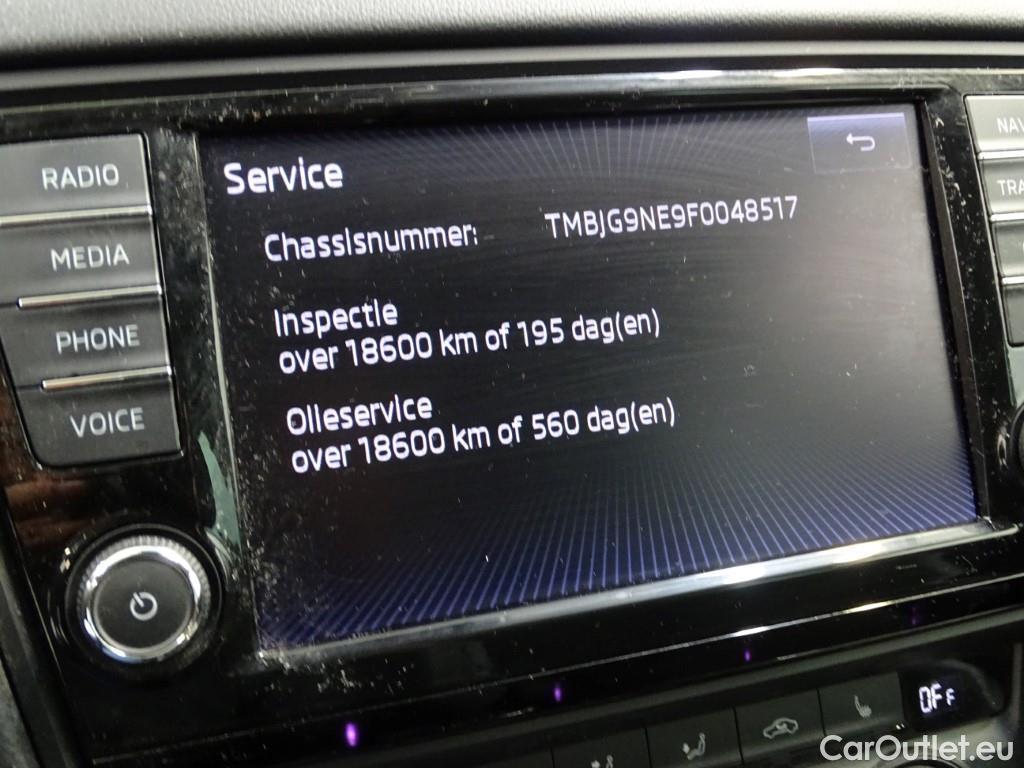 RADIO
MEDIA
PHONE
VOICE
Service
Chassisnummer: TMBJG9NE9F0048517
Inspectie
over 18600 km of 195 dag(en)
Olieservice
over 18600 km of 560 dag(en)
OFF
CarOutlet.eu